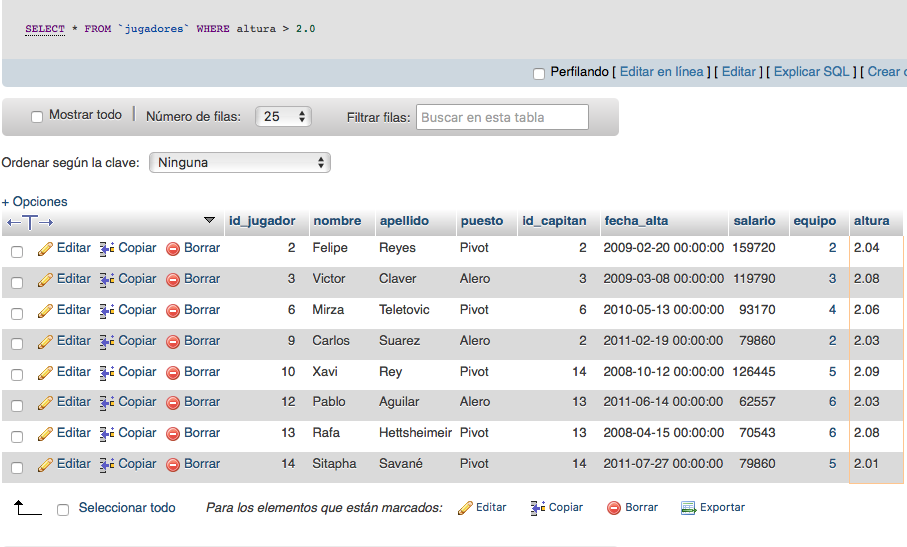 SELECT * FROM `jugadores` WHERE altura > 2.0
Perfilando [ Editar en línea ] [ Editar ] [ Explicar SQL ] [ Crear
Mostrar todo | Número de filas: 25 Filtrar filas: Buscar en esta tabla
Ordenar según la clave: Ninguna
+ Opciones
id_jugador nombre apellido puesto id_capitan fecha_alta salario equipo altura
Editar Copiar Borrar 2 Felipe Reyes Pivot 2 2009-02-20 00:00:00 159720 2 2.04
Editar Copiar Borrar 3 Victor Claver Alero 3 2009-03-08 00:00:00 119790 3 2.08
Editar Copiar Borrar 6 Mirza Teletovic Pivot 6 2010-05-13 00:00:00 93170 4 2.06
Editar Copiar Borrar 9 Carlos Suarez Alero 2 2011-02-19 00:00:00 79860 2 2.03
Editar Copiar Borrar 10 Xavi Rey Pivot 14 2008-10-12 00:00:00 126445 5 2.09
Editar Copiar Borrar 12 Pablo Aguilar Alero 13 2011-06-14 00:00:00 62557 6 2.03
Editar Copiar Borrar 13 Rafa Hettsheimeir Pivot 13 2008-04-15 00:00:00 70543 6 2.08
Editar Copiar Borrar 14 Sitapha Savané Pivot 14 2011-07-27 00:00:00 79860 5 2.01
Seleccionar todo Para los elementos que están marcados: Editar Copiar Borrar Exportar